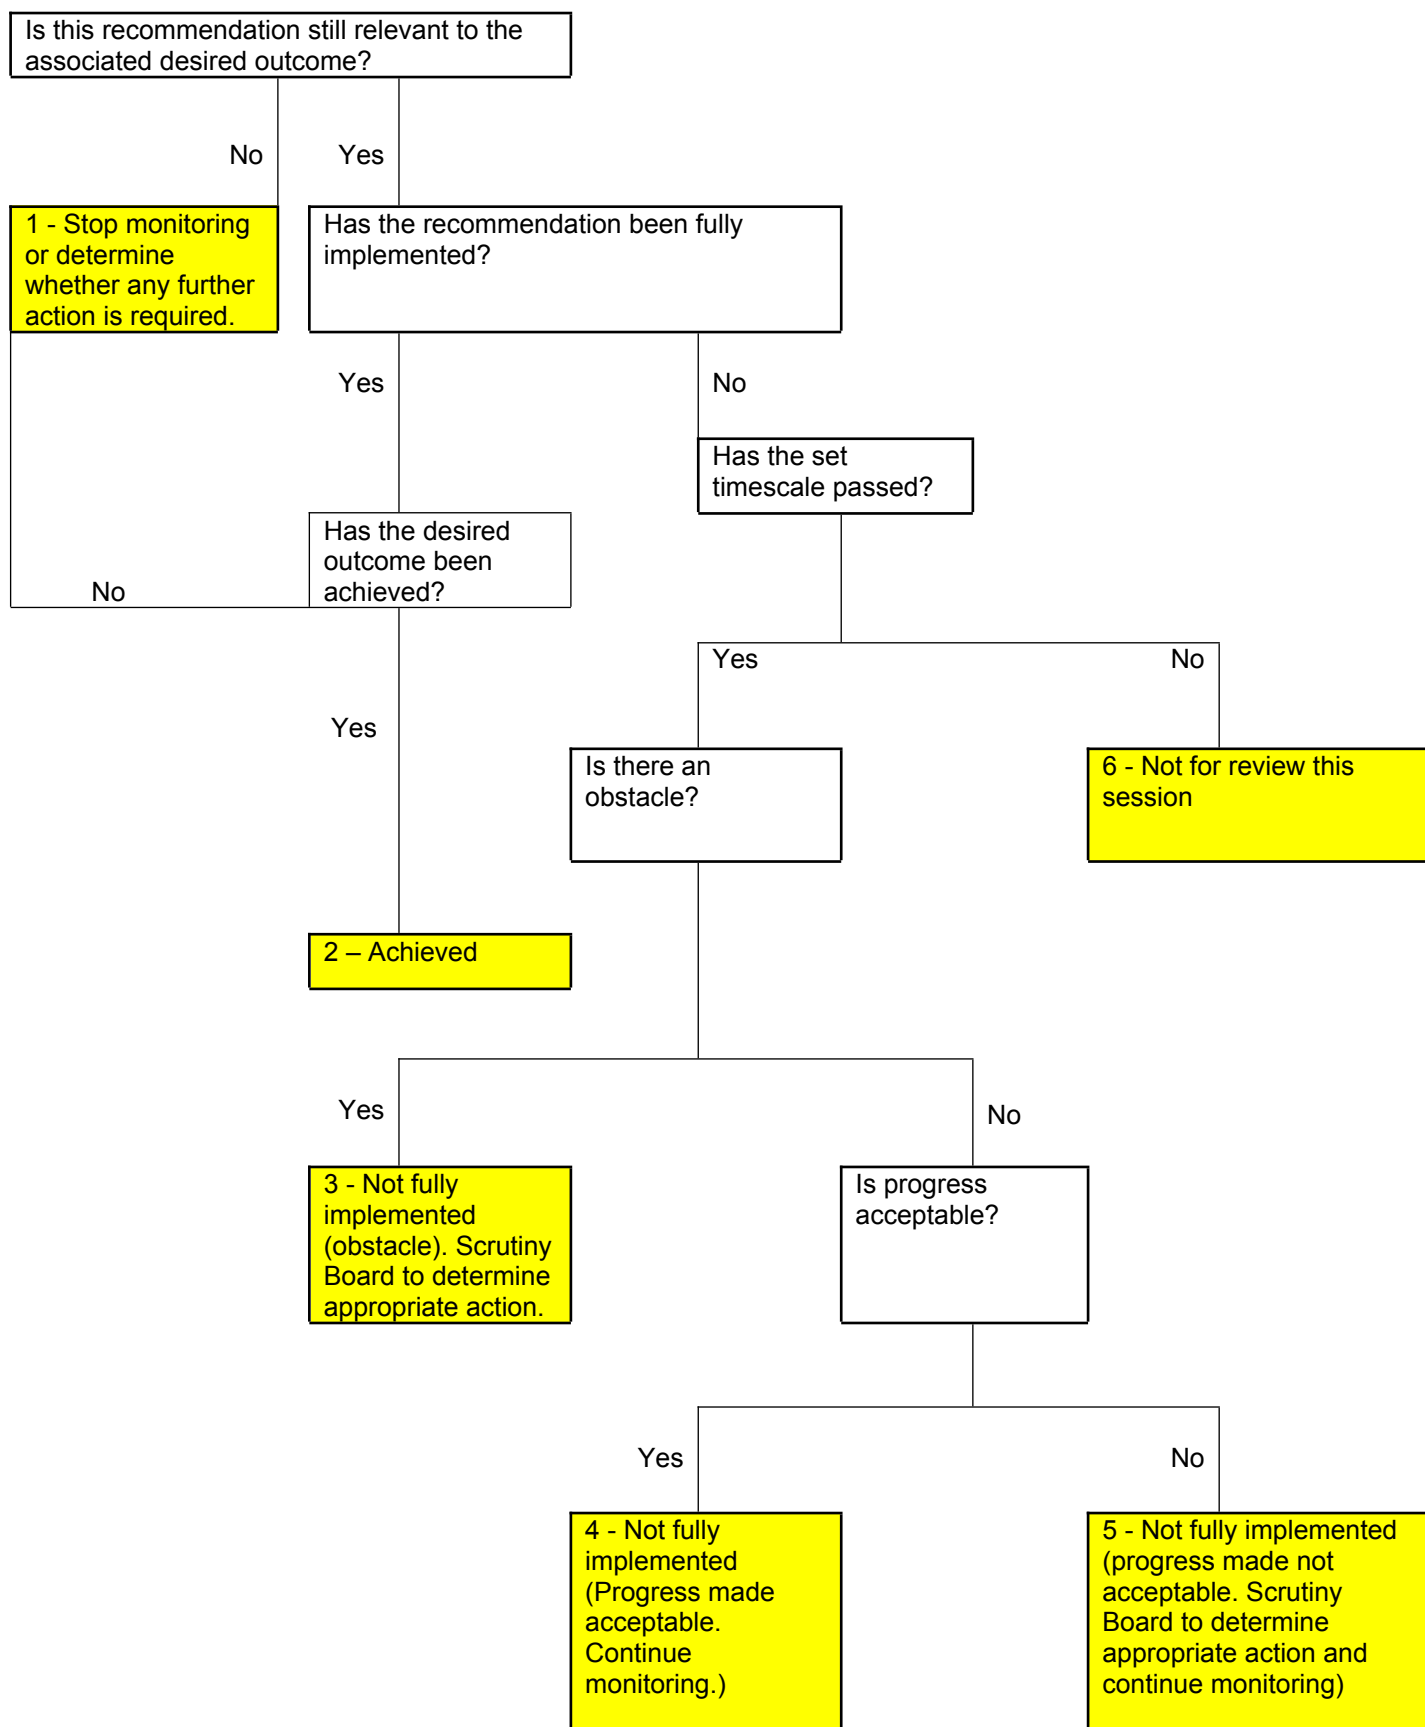 Is this recommendation still relevant to the
associated desired outcome?
No
Yes
1 - Stop monitoring
or determine
whether any further
action is required.
Has the recommendation been fully
implemented?
Yes
No
Has the set
timescale passed?
Has the desired
outcome been
achieved?
No
Yes
No
Yes
Is there an
obstacle?
6 - Not for review this
session
2 – Achieved
Yes
No
3 - Not fully
implemented
(obstacle). Scrutiny
Board to determine
appropriate action.
Is progress
acceptable?
Yes
No
4 - Not fully
implemented
(Progress made
acceptable.
Continue
monitoring.)
5 - Not fully implemented
(progress made not
acceptable. Scrutiny
Board to determine
appropriate action and
continue monitoring)